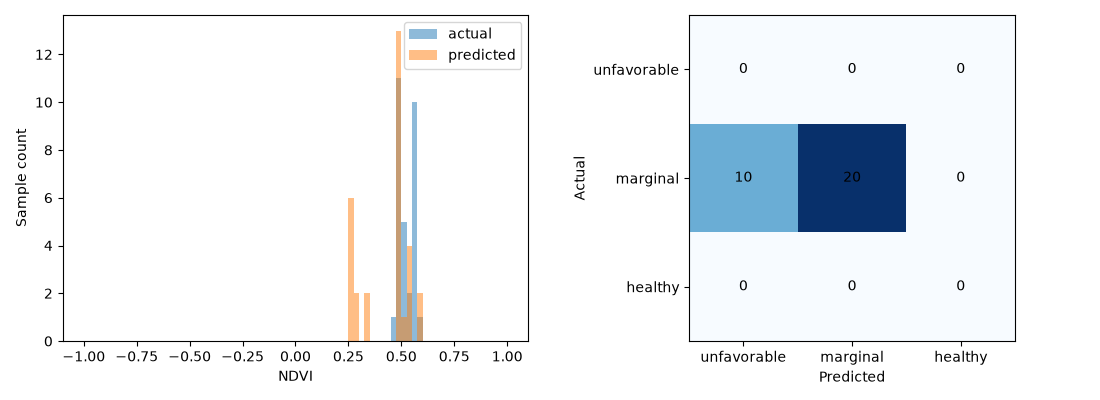 actual
predicted
12
10
8
6
4
2
0
Sample count
−1.00 −0.75 −0.50 −0.25 0.00 0.25 0.50 0.75 1.00
NDVI
Actual
unfavorable 0 0 0
marginal 10 20 0
healthy 0 0 0
unfavorable marginal healthy
Predicted